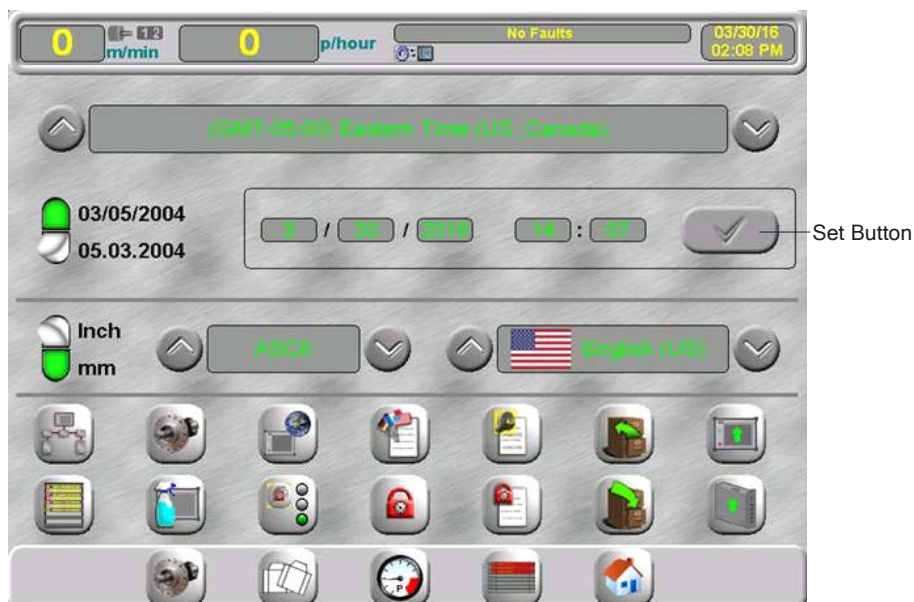 0 12 m/min 0 p/hour No Faults 03/30/16
02:08 PM
(GMT-05:00) Eastern Time (US, Canada)
03/05/2004
05.03.2004
3 / 30 / 2016 14 : 07
Set Button
Inch
mm
ASCII English (US)
P